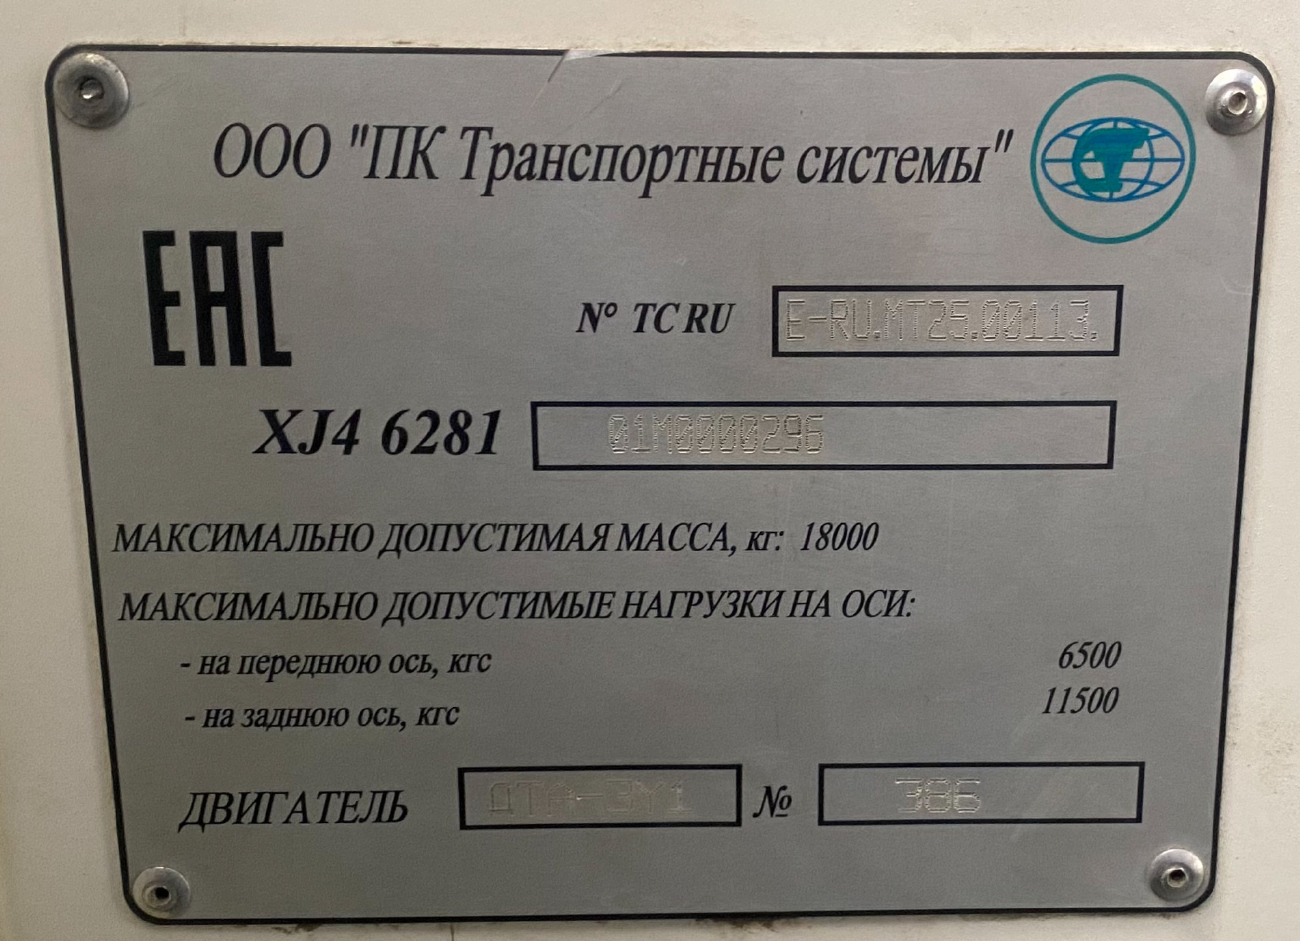 ООО "ПК Транспортные системы"
ЕАС
N° ТС RU E-RU.MT25.00113.
XJ4 6281 01M0000296
МАКСИМАЛЬНО ДОПУСТИМАЯ МАССА, кг: 18000
МАКСИМАЛЬНО ДОПУСТИМЫЕ НАГРУЗКИ НА ОСИ:
- на переднюю ось, кгс 6500
- на заднюю ось, кгс 11500
ДВИГАТЕЛЬ ДТА-3У1 № 386